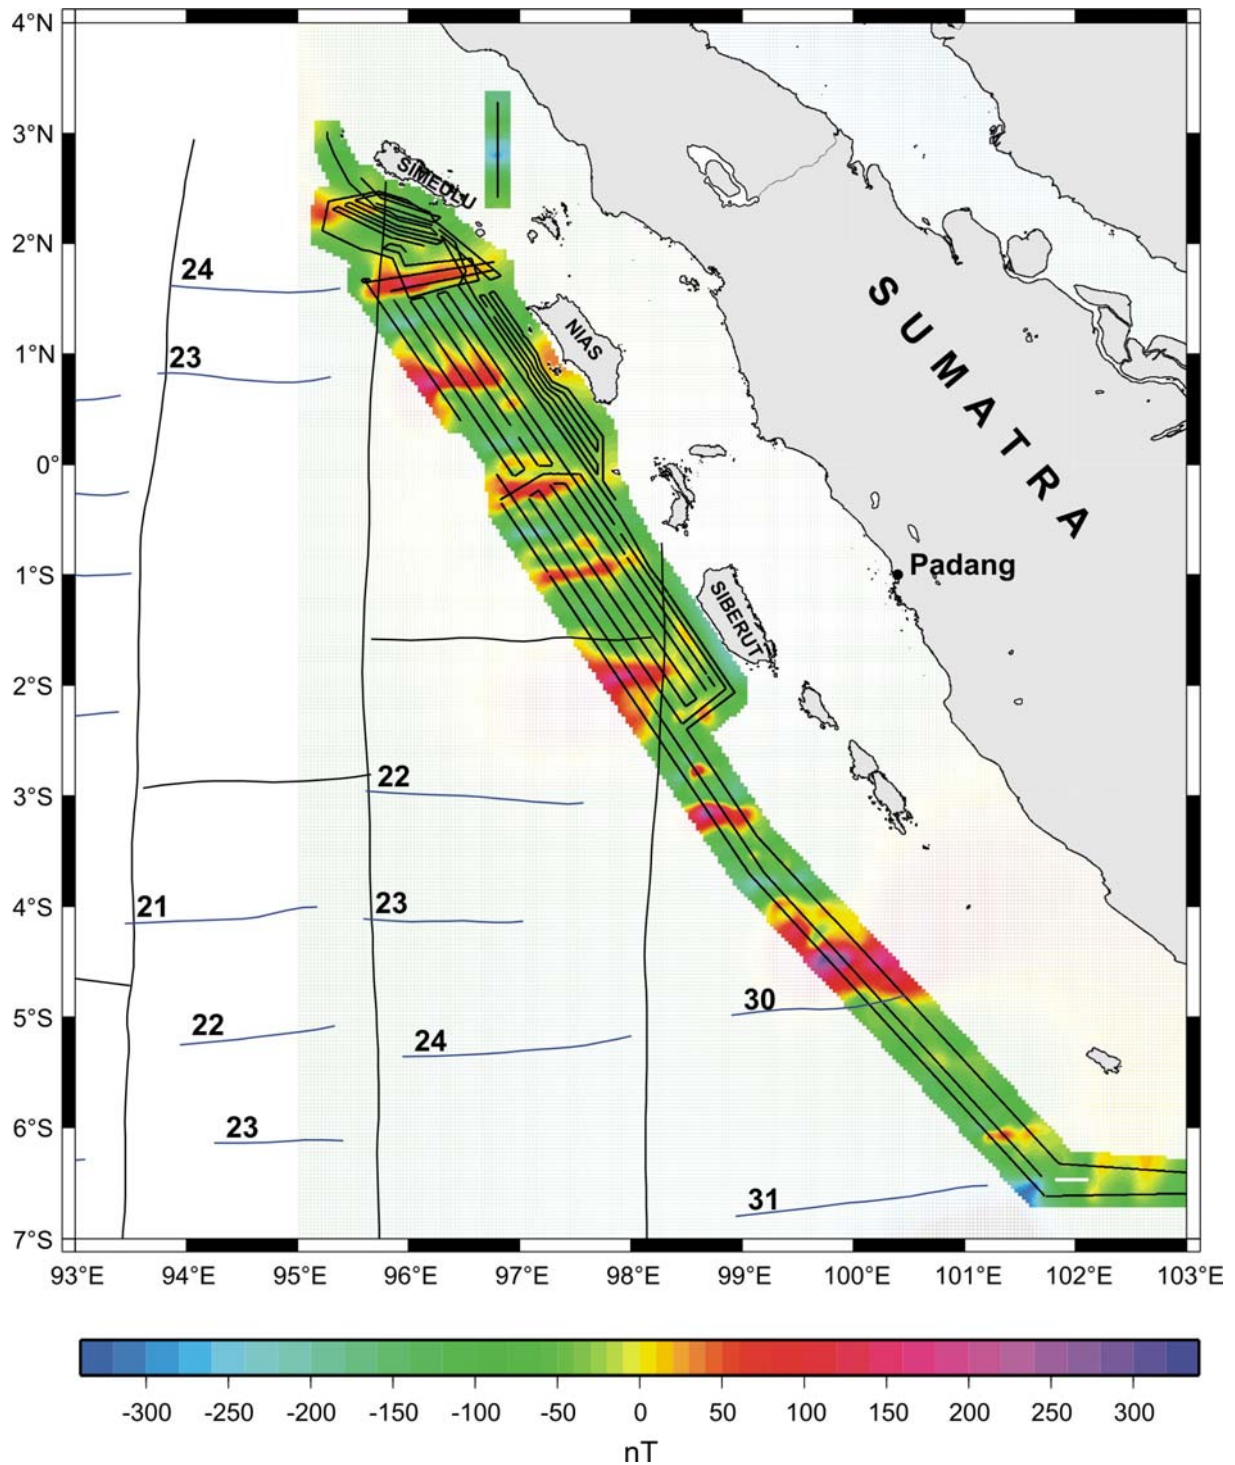 4°N
3°N
2°N
1°N
0°
1°S
2°S
3°S
4°S
5°S
6°S
7°S
SIMEULU
NIAS
SIBERUT
SUMATRA
Padang
24
23
22
21
23
22
24
23
30
31
93°E 94°E 95°E 96°E 97°E 98°E 99°E 100°E 101°E 102°E 103°E
-300 -250 -200 -150 -100 -50 0 50 100 150 200 250 300
nT